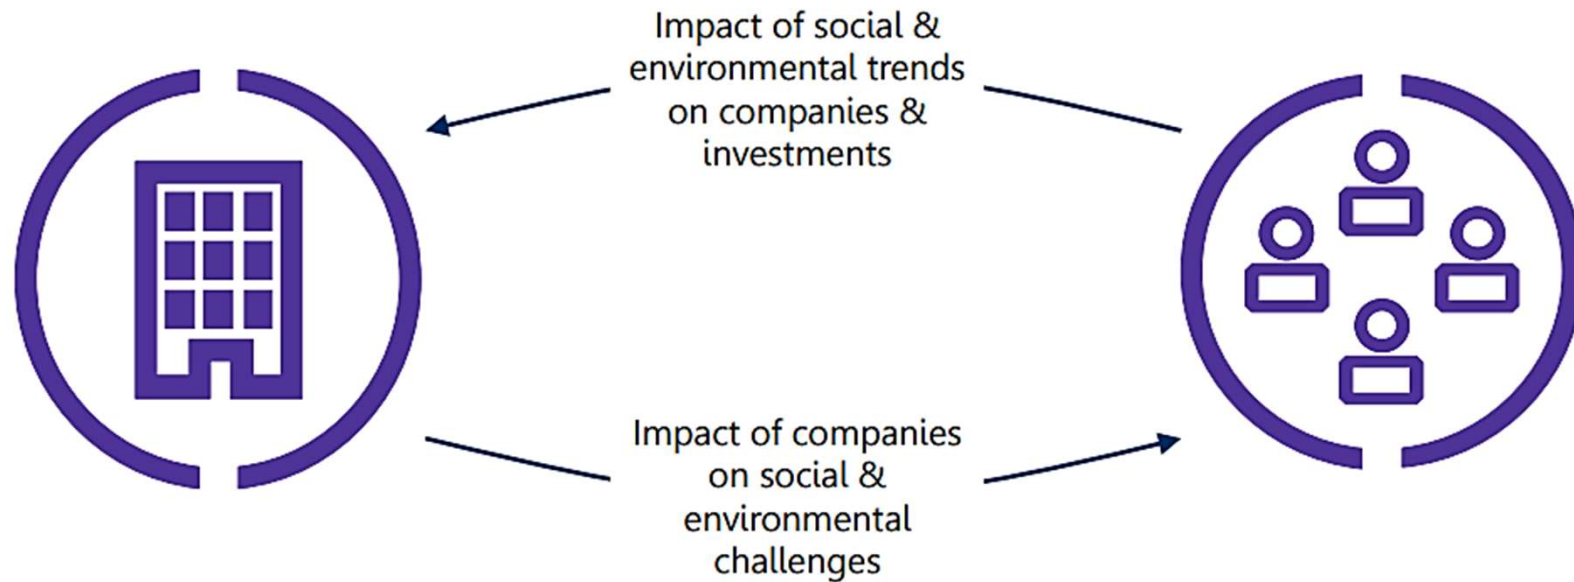 Impact of social &
environmental trends
on companies &
investments
Impact of companies
on social &
environmental
challenges